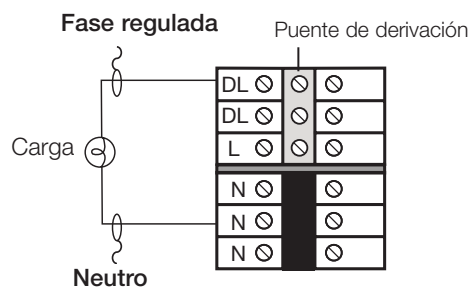 Fase regulada
Puente de derivación
DL
DL
Carga
L
N
N
N
Neutro